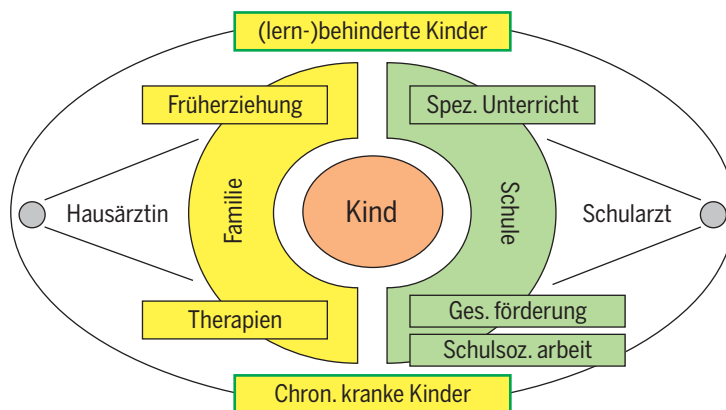 (lern-)behinderte Kinder
Früherziehung
Spez. Unterricht
Hausärztin
Familie
Kind
Schule
Schularzt
Therapien
Ges. förderung
Schulsoz. arbeit
Chron. kranke Kinder